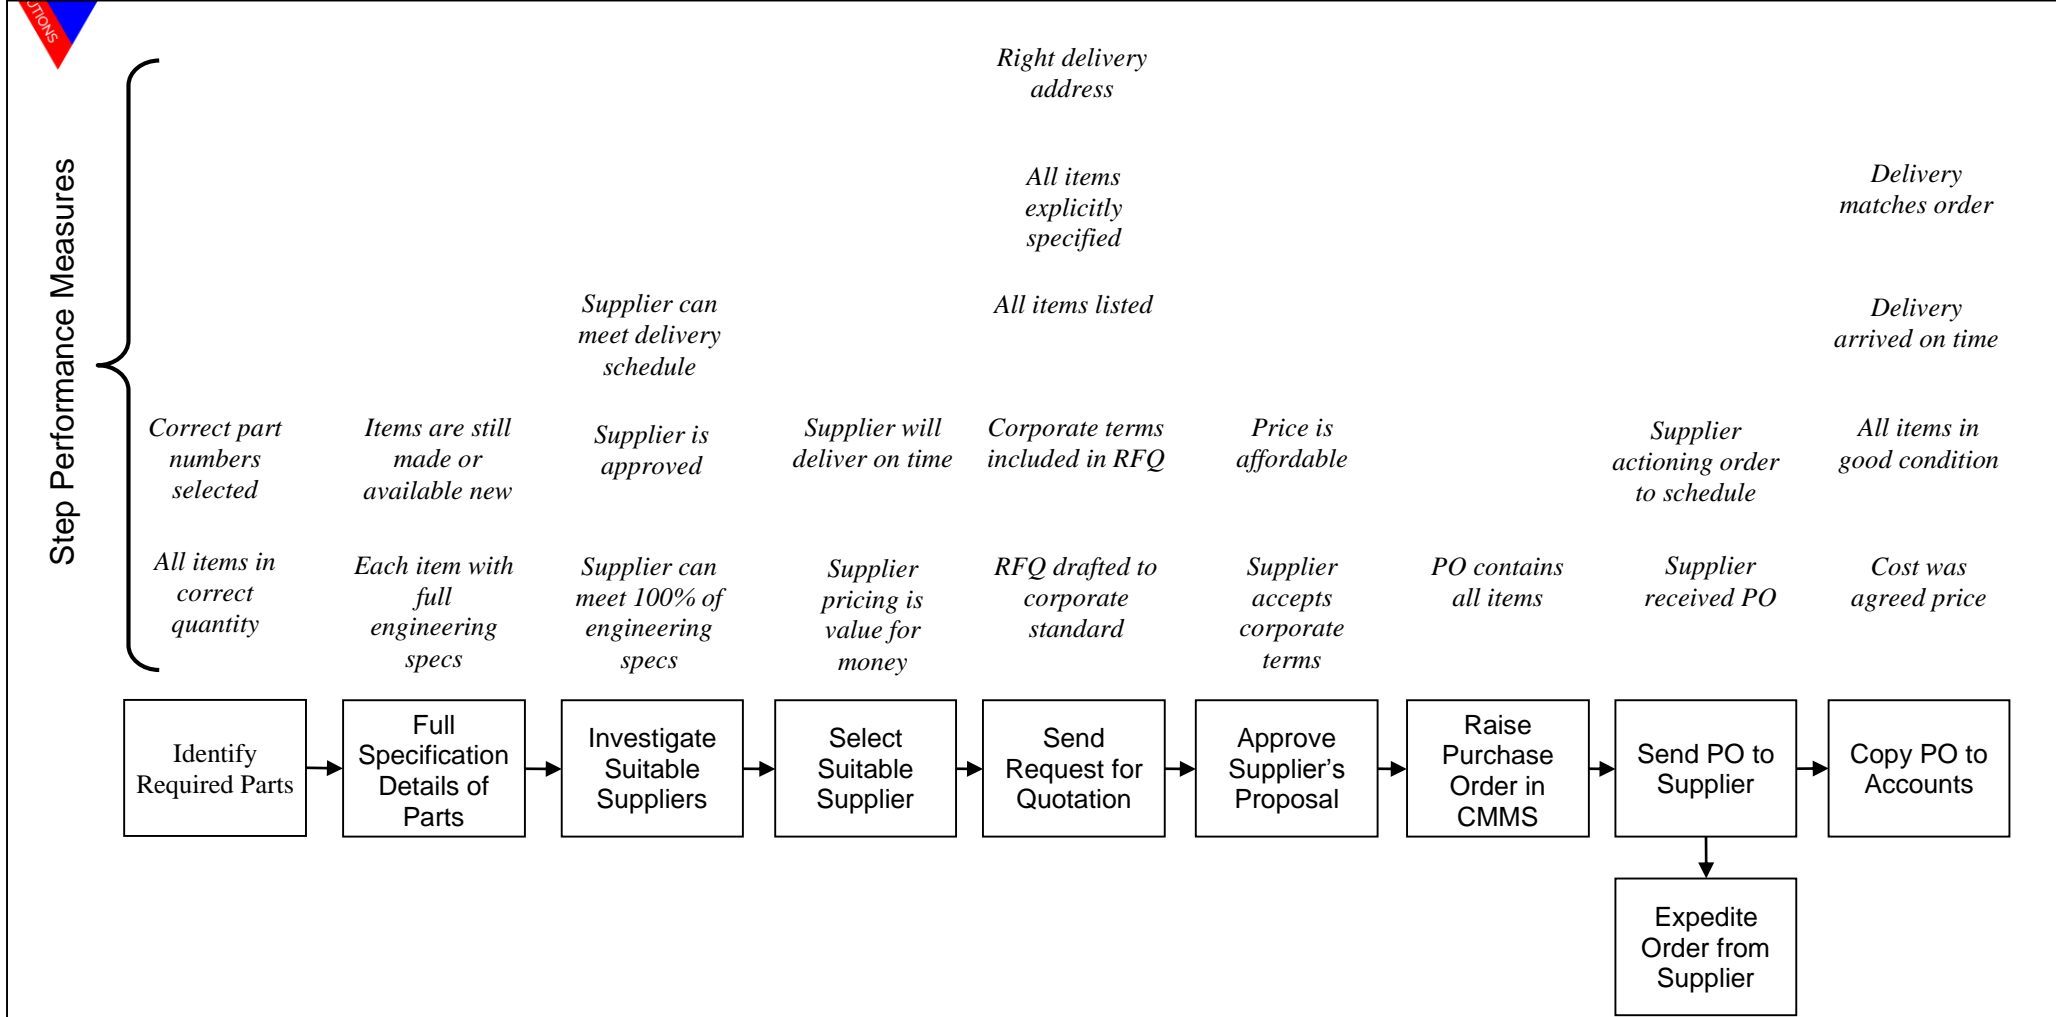 UTIONS
Step Performance Measures
Right delivery
address
All items
explicitly
specified
Delivery
matches order
Supplier can
meet delivery
schedule
All items listed
Delivery
arrived on time
Correct part
numbers
selected
Items are still
made or
available new
Supplier is
approved
Supplier will
deliver on time
Corporate terms
included in RFQ
Price is
affordable
Supplier
actioning order
to schedule
All items in
good condition
All items in
correct
quantity
Each item with
full
engineering
specs
Supplier can
meet 100% of
engineering
specs
Supplier
pricing is
value for
money
RFQ drafted to
corporate
standard
Supplier
accepts
corporate
terms
PO contains
all items
Supplier
received PO
Cost was
agreed price
Identify
Required Parts
Full
Specification
Details of
Parts
Investigate
Suitable
Suppliers
Select
Suitable
Supplier
Send
Request for
Quotation
Approve
Supplier’s
Proposal
Raise
Purchase
Order in
CMMS
Send PO to
Supplier
Copy PO to
Accounts
Expedite
Order from
Supplier